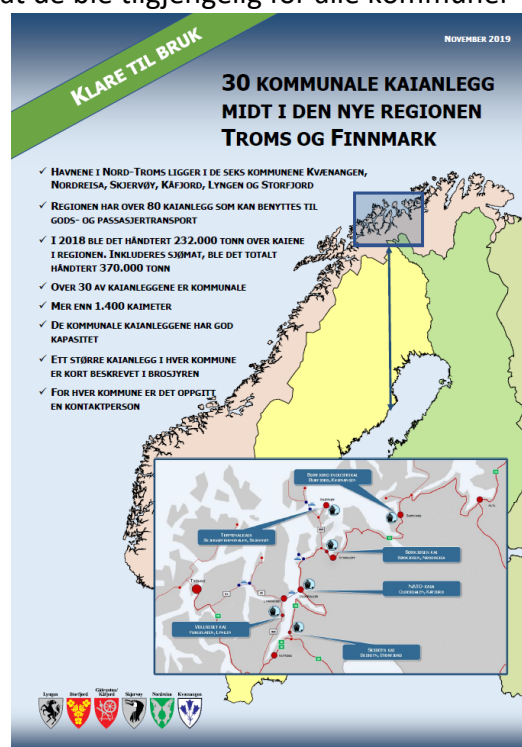 at de ble tilgjengelig for alle kommuner
NOVEMBER 2019
KLARE TIL BRUK
30 KOMMUNALE KAIANLEGG
MIDT I DEN NYE REGIONEN
TROMS OG FINNMARK
✓ HAVNENE I NORD-TROMS LIGGER I DE SEKS KOMMUNENE KVÆNANGEN,
NORDREISA, SKJERVØY, KÅFJORD, LYNGEN OG STORFJORD
✓ REGIONEN HAR OVER 80 KAIANLEGG SOM KAN BENYTTES TIL
GODS- OG PASSASJERTRANSPORT
✓ I 2018 BLE DET HÅNDTERT 232.000 TONN OVER KAIENE
I REGIONEN. INKLUDERES SJØMAT, BLE DET TOTALT
HÅNDTERT 370.000 TONN
✓ OVER 30 AV KAIANLEGGENE ER KOMMUNALE
✓ MER ENN 1.400 KAIMETER
✓ DE KOMMUNALE KAIANLEGGENE HAR GOD
KAPASITET
✓ ETT STØRRE KAIANLEGG I HVER KOMMUNE
ER KORT BESKREVET I BROSJYREN
✓ FOR HVER KOMMUNE ER DET OPPGITT
EN KONTAKTPERSON
TERMINALKAIA
NATO-KAIA
OLDERDALEN, KÅFJORD
TROMSØ
ALTA
Lyngen
Storfjord
Gáivuotna/
Kåfjord
Skjervøy
Nordreisa
Kvænangen